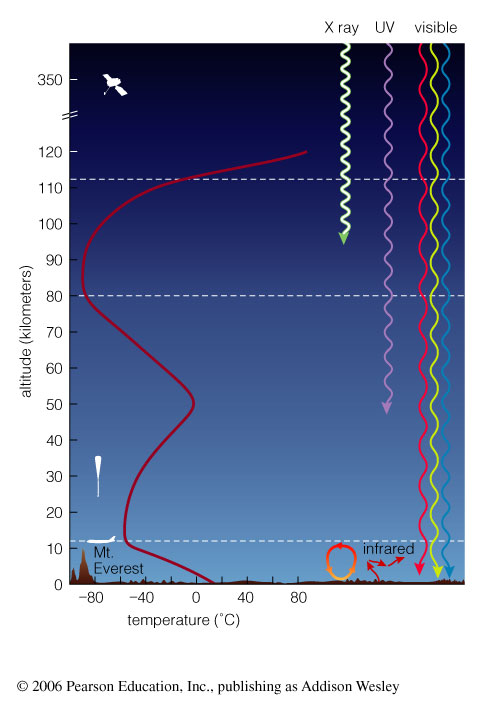 X ray UV visible
350
120
110
100
90
80
70
60
50
40
30
20
10
0
altitude (kilometers)
Mt.
Everest
infrared
−80 −40 0 40 80
temperature (˚C)
© 2006 Pearson Education, Inc., publishing as Addison Wesley